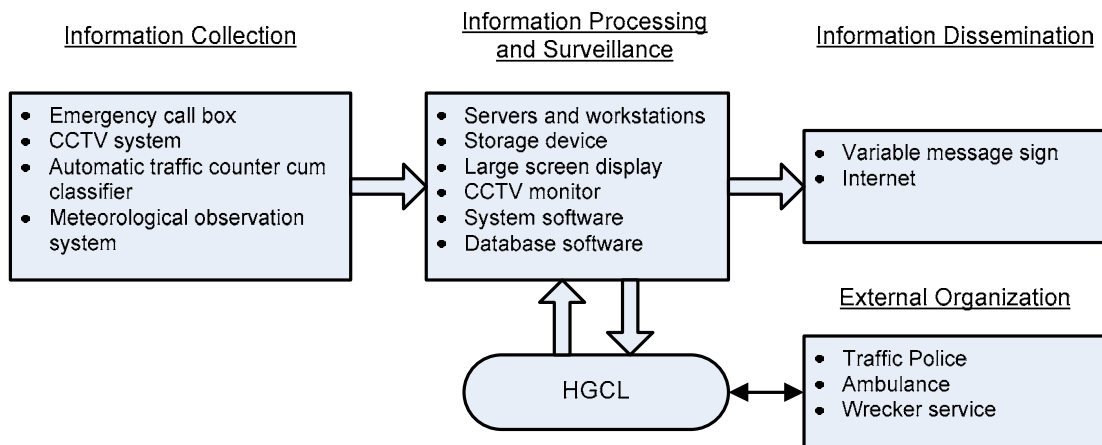 Information Collection
Information Processing
and Surveillance
Information Dissemination
• Emergency call box
• CCTV system
• Automatic traffic counter cum
classifier
• Meteorological observation
system
• Servers and workstations
• Storage device
• Large screen display
• CCTV monitor
• System software
• Database software
• Variable message sign
• Internet
External Organization
HGCL
• Traffic Police
• Ambulance
• Wrecker service